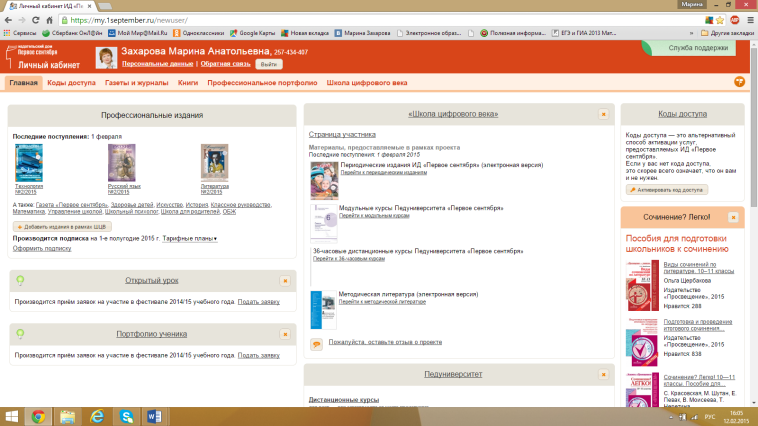 Личный кабинет ИД «Пе
Марина
https://my.1september.ru/newuser/
Сервисы
Сбербанк ОнЛ@йн
Мой Мир@Mail.Ru
Одноклассники
Google Карты
Новая вкладка
Марина Захарова
Электронное образ...
Полезная информац...
ЕГЭ и ГИА 2013 Мат...
Другие закладки
издательский дом
Первое сентября
Личный кабинет
Захарова Марина Анатольевна, 257-434-407
Персональные данные | Обратная связь Выйти
Служба поддержки
Главная Коды доступа Газеты и журналы Книги Профессиональное портфолио Школа цифрового века
Профессиональные издания
Последние поступления: 1 февраля
Технология
№2/2015
Русский язык
№2/2015
Литература
№2/2015
А также: Газета «Первое сентября», Здоровье детей, Искусство, История, Классное руководство,
Математика, Управление школой, Школьный психолог, Школа для родителей, ОБЖ
Добавить издания в рамках ШЦВ
Производится подписка на 1-е полугодие 2015 г. Тарифные планы
Оформить подписку
Открытый урок
Производится приём заявок на участие в фестивале 2014/15 учебного года. Подать заявку
Портфолио ученика
Производится приём заявок на участие в фестивале 2014/15 учебного года. Подать заявку
«Школа цифрового века»
Страница участника
Материалы, предоставляемые в рамках проекта
Последние поступления: 1 февраля 2015
Периодические издания ИД «Первое сентября» (электронная версия)
Перейти к периодическим изданиям
Модульные курсы Педуниверситета «Первое сентября»
Перейти к модульным курсам
36-часовые дистанционные курсы Педуниверситета «Первое сентября»
Перейти к 36-часовым курсам
Методическая литература (электронная версия)
Перейти к методической литературе
Пожалуйста, оставьте отзыв о проекте
Педуниверситет
Дистанционные курсы
Коды доступа
Коды доступа — это альтернативный
способ активации услуг,
предоставляемых ИД «Первое
сентября».
Если у вас нет кода доступа,
это скорее всего означает, что он вам
и не нужен.
Активировать код доступа
Сочинение? Легко!
Пособия для подготовки
школьников к сочинению
Виды сочинений по
литературе. 10–11 классы
Ольга Щербакова
Издательство
«Просвещение», 2015
Нравится: 288
Подготовка и проведение
итогового сочинения...
Издательство
«Просвещение», 2015
Нравится: 838
Сочинение? Легко! 10—11
классы. Пособие для...
С. Красовская, М. Шутан, Е.
Певак, В. Моисеева, Т.
РУС
16:05
12.02.2015